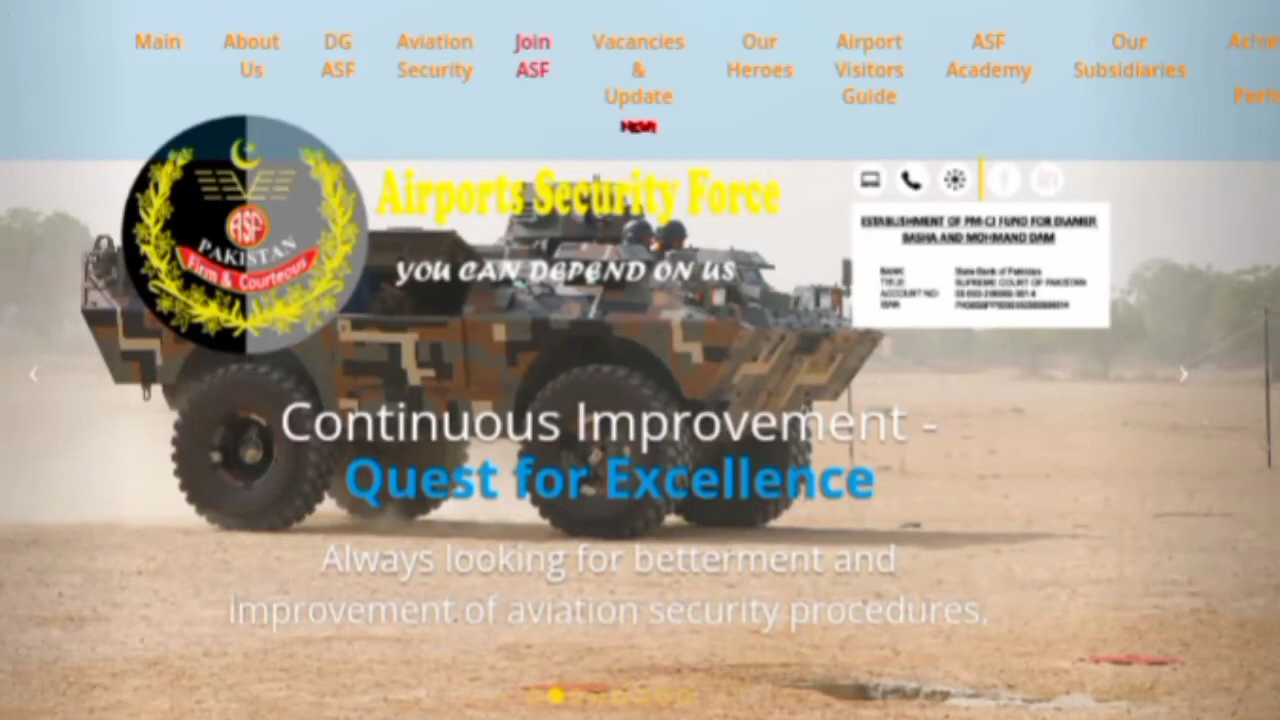 Main
About
Us
DG
ASF
Aviation
Security
Join
ASF
Vacancies
&
Update
Our
Heroes
Airport
Visitors
Guide
ASF
Academy
Our
Subsidiaries
Airports Security Force
YOU CAN DEPEND ON US
ASF
PAKISTAN
Firm & Courteous
ESTABLISHMENT OF PM-CJ FUND FOR DIAMER
BASHA AND MOHMAND DAM
BANK State Bank of Pakistan
SUPREME COURT OF PAKISTAN
ACCOUNT NO
Continuous Improvement -
Quest for Excellence
Always looking for betterment and
improvement of aviation security procedures.